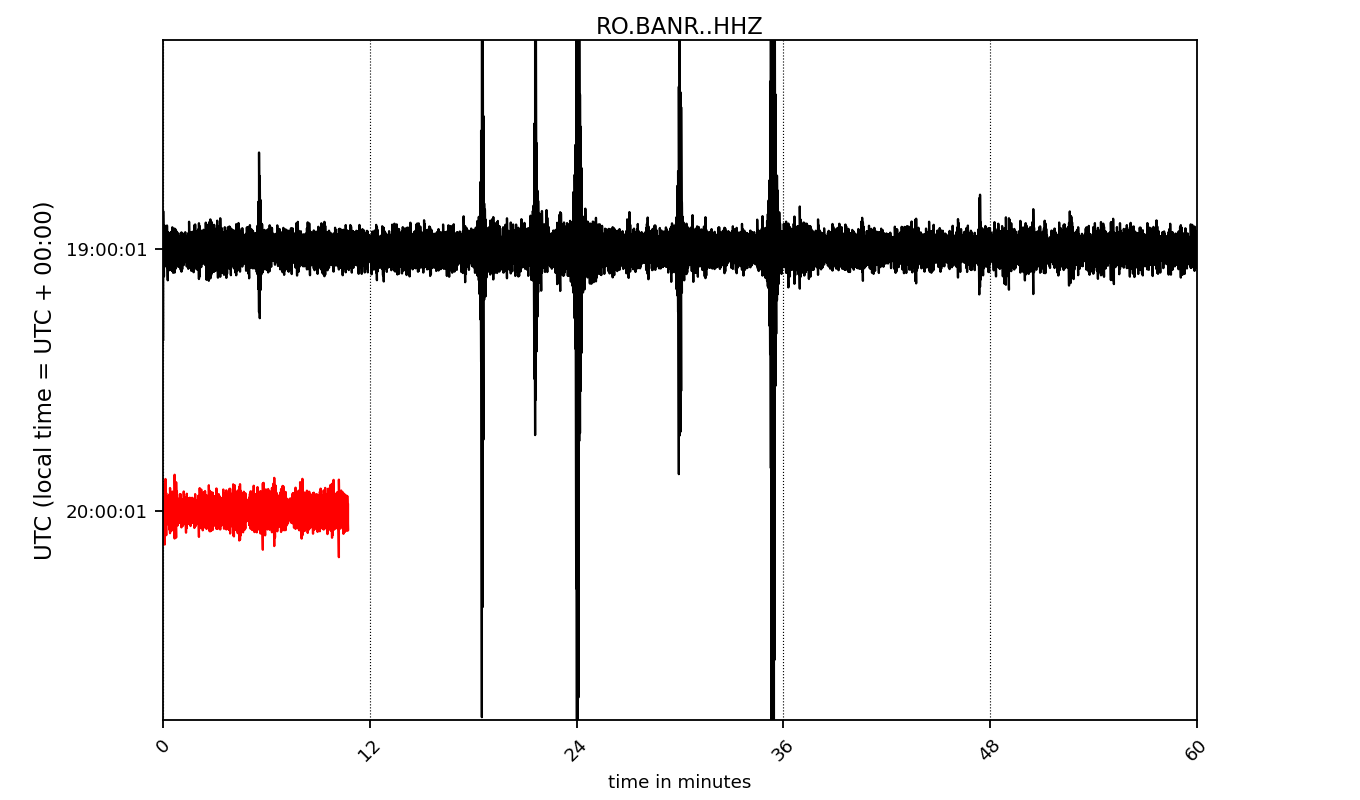 RO.BANR..HHZ
UTC (local time = UTC + 00:00)
19:00:01
20:00:01
0 12 24 36 48 60
time in minutes